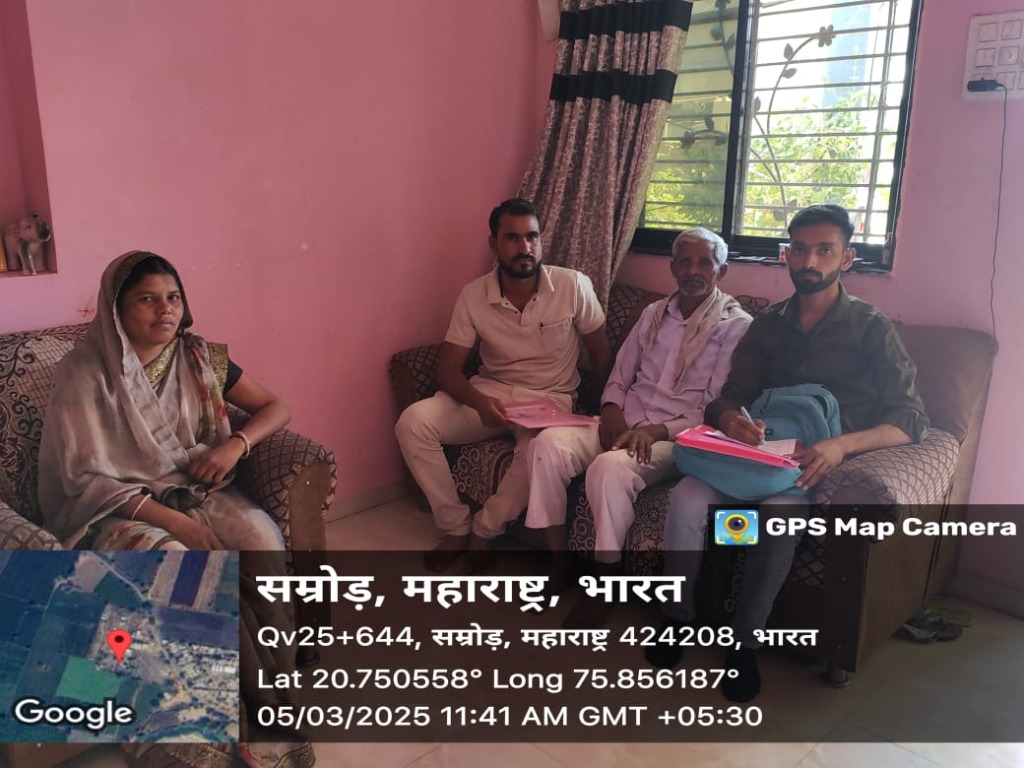 GPS Map Camera
सम्रोड़, महाराष्ट्र, भारत
Qv25+644, सम्रोड़, महाराष्ट्र 424208, भारत
Lat 20.750558° Long 75.856187°
05/03/2025 11:41 AM GMT +05:30
Google